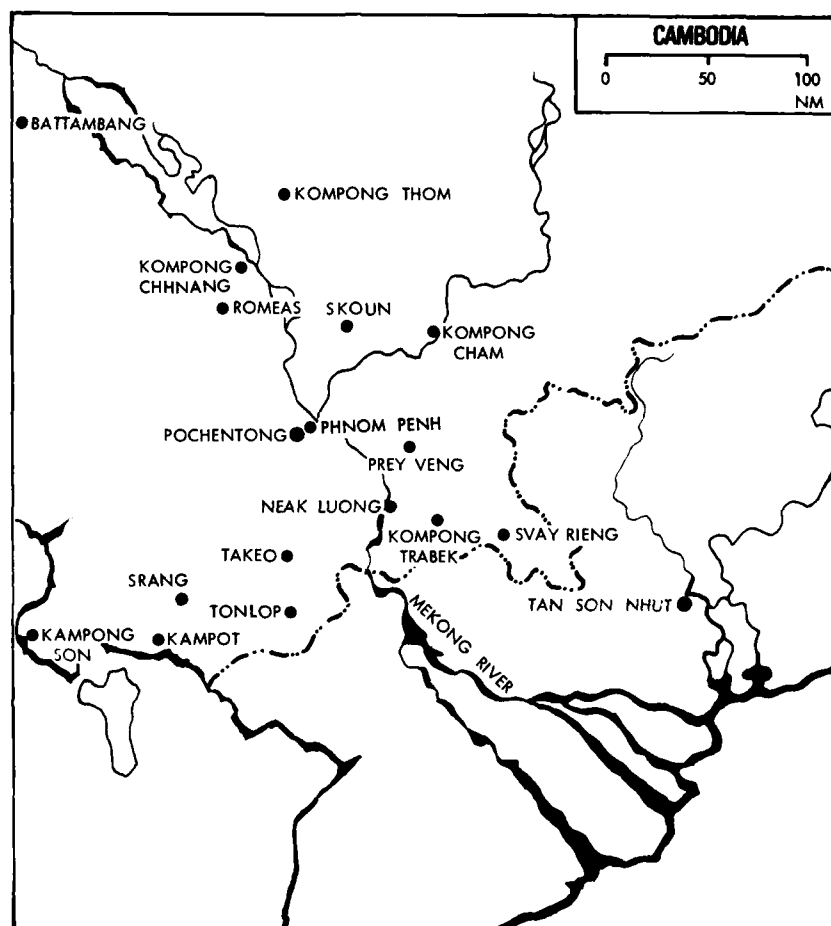 CAMBODIA
0 50 100
NM
BATTAMBANG
KOMPONG THOM
KOMPONG
CHHNANG
ROMEAS
SKOUN
KOMPONG
CHAM
POCHENTONG
PHNOM PENH
PREY VENG
NEAK LUONG
KOMPONG
TRABEK
SVAY RIENG
TAKEO
SRANG
TONLOP
TAN SON NHUT
KAMPONG
SON
KAMPOT
MEKONG RIVER